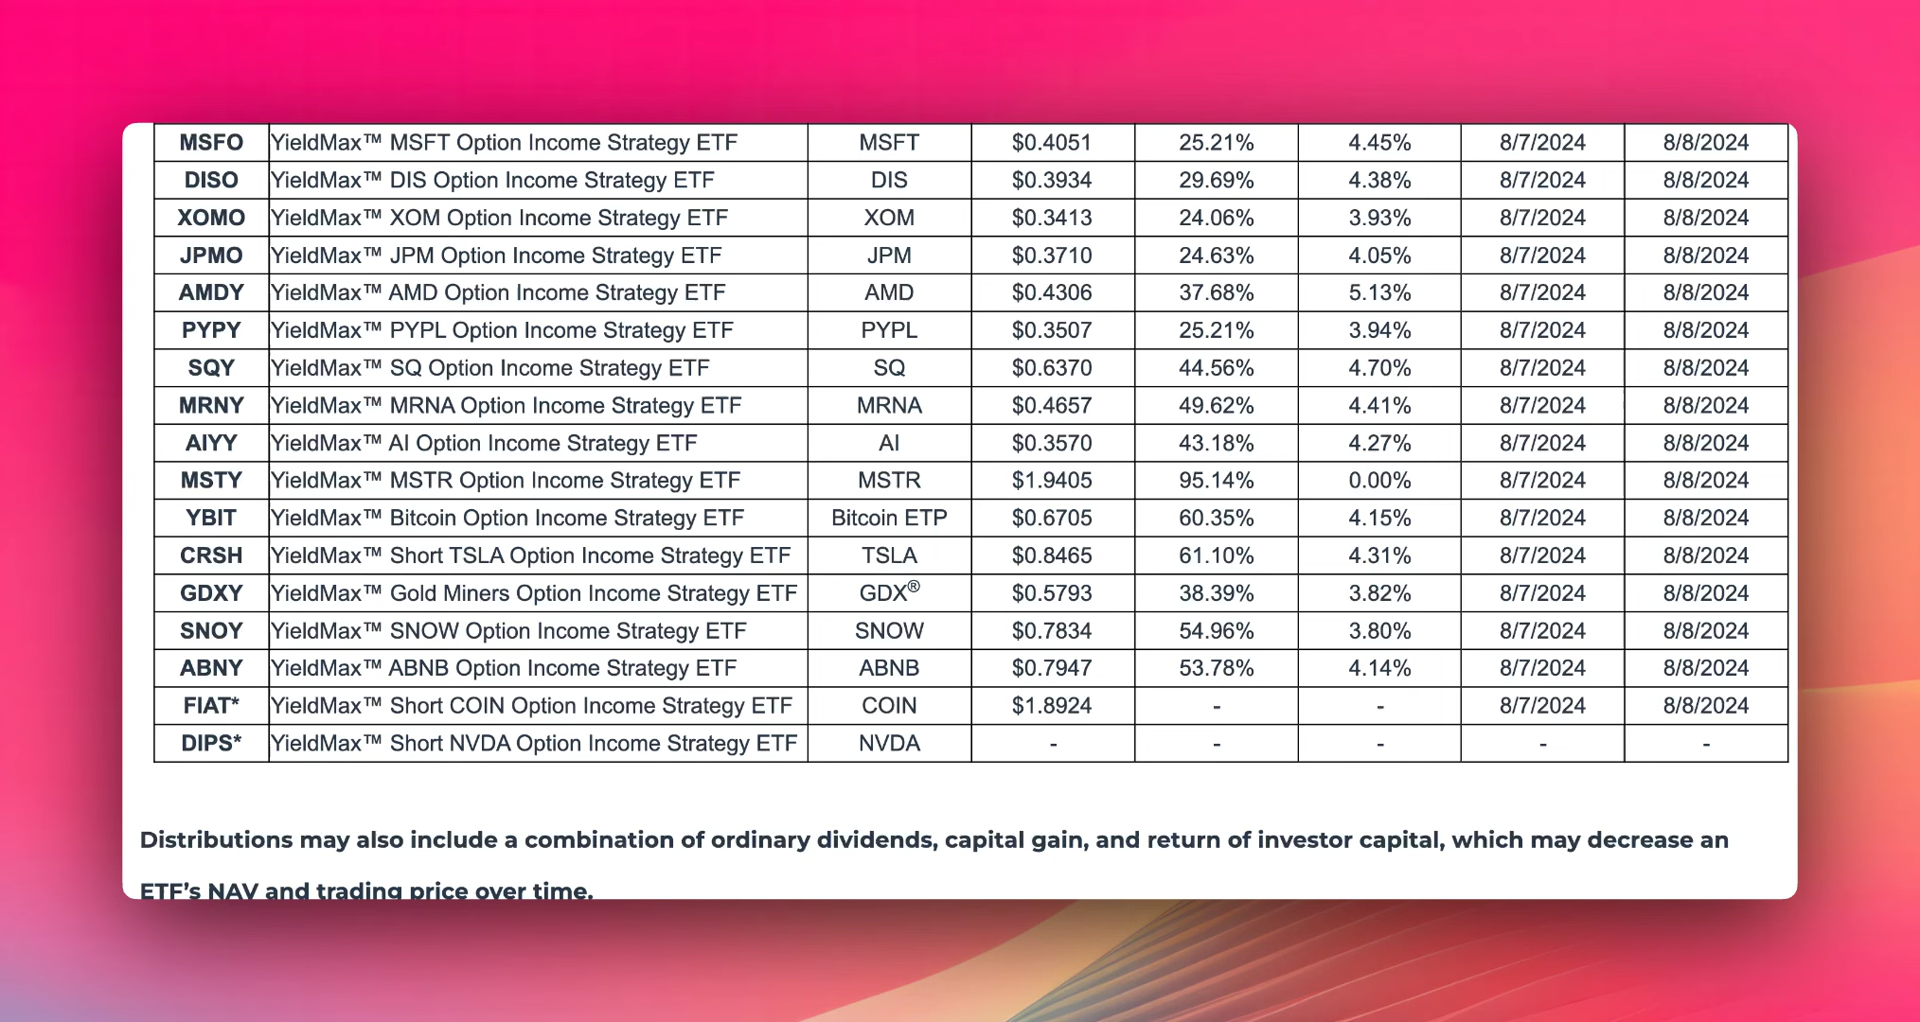 MSFO YieldMax™ MSFT Option Income Strategy ETF MSFT $0.4051 25.21% 4.45% 8/7/2024 8/8/2024
DISO YieldMax™ DIS Option Income Strategy ETF DIS $0.3934 29.69% 4.38% 8/7/2024 8/8/2024
XOMO YieldMax™ XOM Option Income Strategy ETF XOM $0.3413 24.06% 3.93% 8/7/2024 8/8/2024
JPMO YieldMax™ JPM Option Income Strategy ETF JPM $0.3710 24.63% 4.05% 8/7/2024 8/8/2024
AMDY YieldMax™ AMD Option Income Strategy ETF AMD $0.4306 37.68% 5.13% 8/7/2024 8/8/2024
PYPY YieldMax™ PYPL Option Income Strategy ETF PYPL $0.3507 25.21% 3.94% 8/7/2024 8/8/2024
SQY YieldMax™ SQ Option Income Strategy ETF SQ $0.6370 44.56% 4.70% 8/7/2024 8/8/2024
MRNY YieldMax™ MRNA Option Income Strategy ETF MRNA $0.4657 49.62% 4.41% 8/7/2024 8/8/2024
AIYY YieldMax™ AI Option Income Strategy ETF AI $0.3570 43.18% 4.27% 8/7/2024 8/8/2024
MSTY YieldMax™ MSTR Option Income Strategy ETF MSTR $1.9405 95.14% 0.00% 8/7/2024 8/8/2024
YBIT YieldMax™ Bitcoin Option Income Strategy ETF Bitcoin ETP $0.6705 60.35% 4.15% 8/7/2024 8/8/2024
CRSH YieldMax™ Short TSLA Option Income Strategy ETF TSLA $0.8465 61.10% 4.31% 8/7/2024 8/8/2024
GDXY YieldMax™ Gold Miners Option Income Strategy ETF GDX® $0.5793 38.39% 3.82% 8/7/2024 8/8/2024
SNOY YieldMax™ SNOW Option Income Strategy ETF SNOW $0.7834 54.96% 3.80% 8/7/2024 8/8/2024
ABNY YieldMax™ ABNB Option Income Strategy ETF ABNB $0.7947 53.78% 4.14% 8/7/2024 8/8/2024
FIAT* YieldMax™ Short COIN Option Income Strategy ETF COIN $1.8924 - - 8/7/2024 8/8/2024
DIPS* YieldMax™ Short NVDA Option Income Strategy ETF NVDA - - - - -
Distributions may also include a combination of ordinary dividends, capital gain, and return of investor capital, which may decrease an
ETF's NAV and trading price over time.